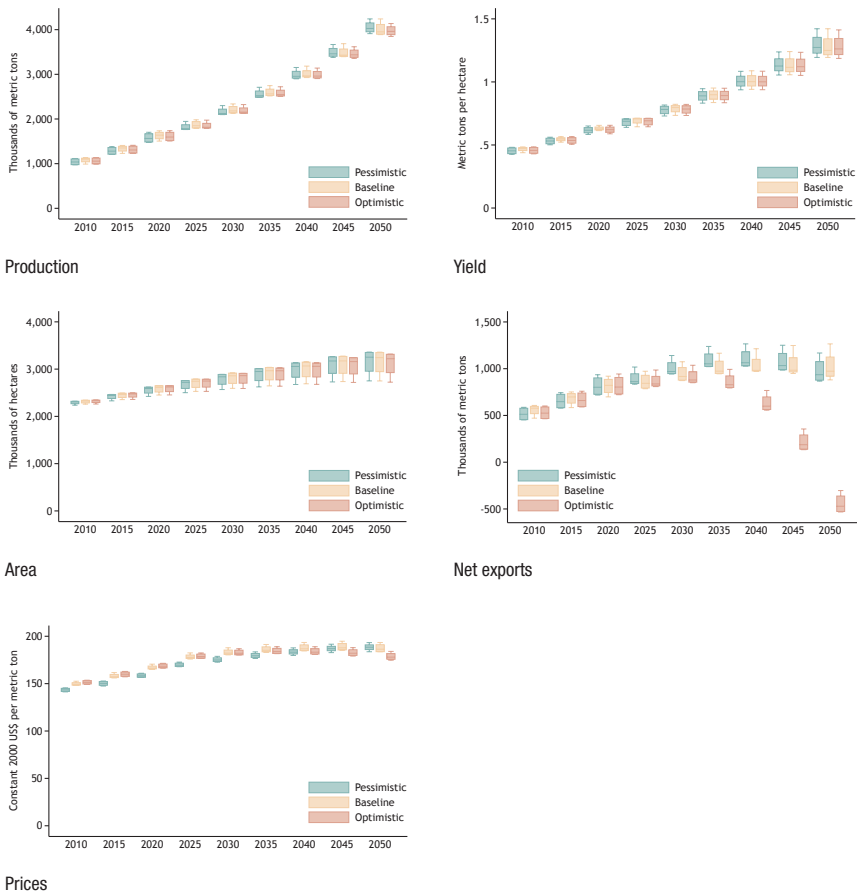 4,000
3,000
2,000
1,000
0
Thousands of metric tons
Pessimistic
Baseline
Optimistic
2010 2015 2020 2025 2030 2035 2040 2045 2050
Production
1.5
1
.5
0
Metric tons per hectare
Pessimistic
Baseline
Optimistic
2010 2015 2020 2025 2030 2035 2040 2045 2050
Yield
4,000
3,000
2,000
1,000
0
Thousands of hectares
Pessimistic
Baseline
Optimistic
2010 2015 2020 2025 2030 2035 2040 2045 2050
Area
1,500
1,000
500
0
-500
Thousands of metric tons
Pessimistic
Baseline
Optimistic
2010 2015 2020 2025 2030 2035 2040 2045 2050
Net exports
200
150
100
50
0
Constant 2000 US$ per metric ton
Pessimistic
Baseline
Optimistic
2010 2015 2020 2025 2030 2035 2040 2045 2050
Prices